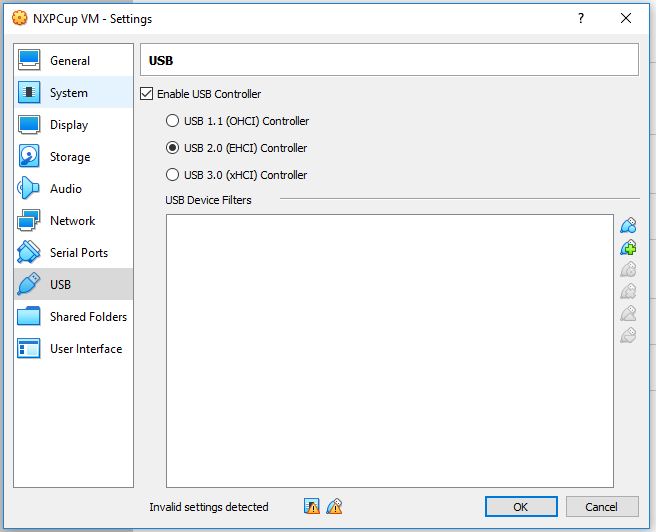 NXPCup VM - Settings
? ×
General
System
Display
Storage
Audio
Network
Serial Ports
USB
Shared Folders
User Interface
USB
Enable USB Controller
USB 1.1 (OHCI) Controller
USB 2.0 (EHCI) Controller
USB 3.0 (xHCI) Controller
USB Device Filters
Invalid settings detected
OK
Cancel